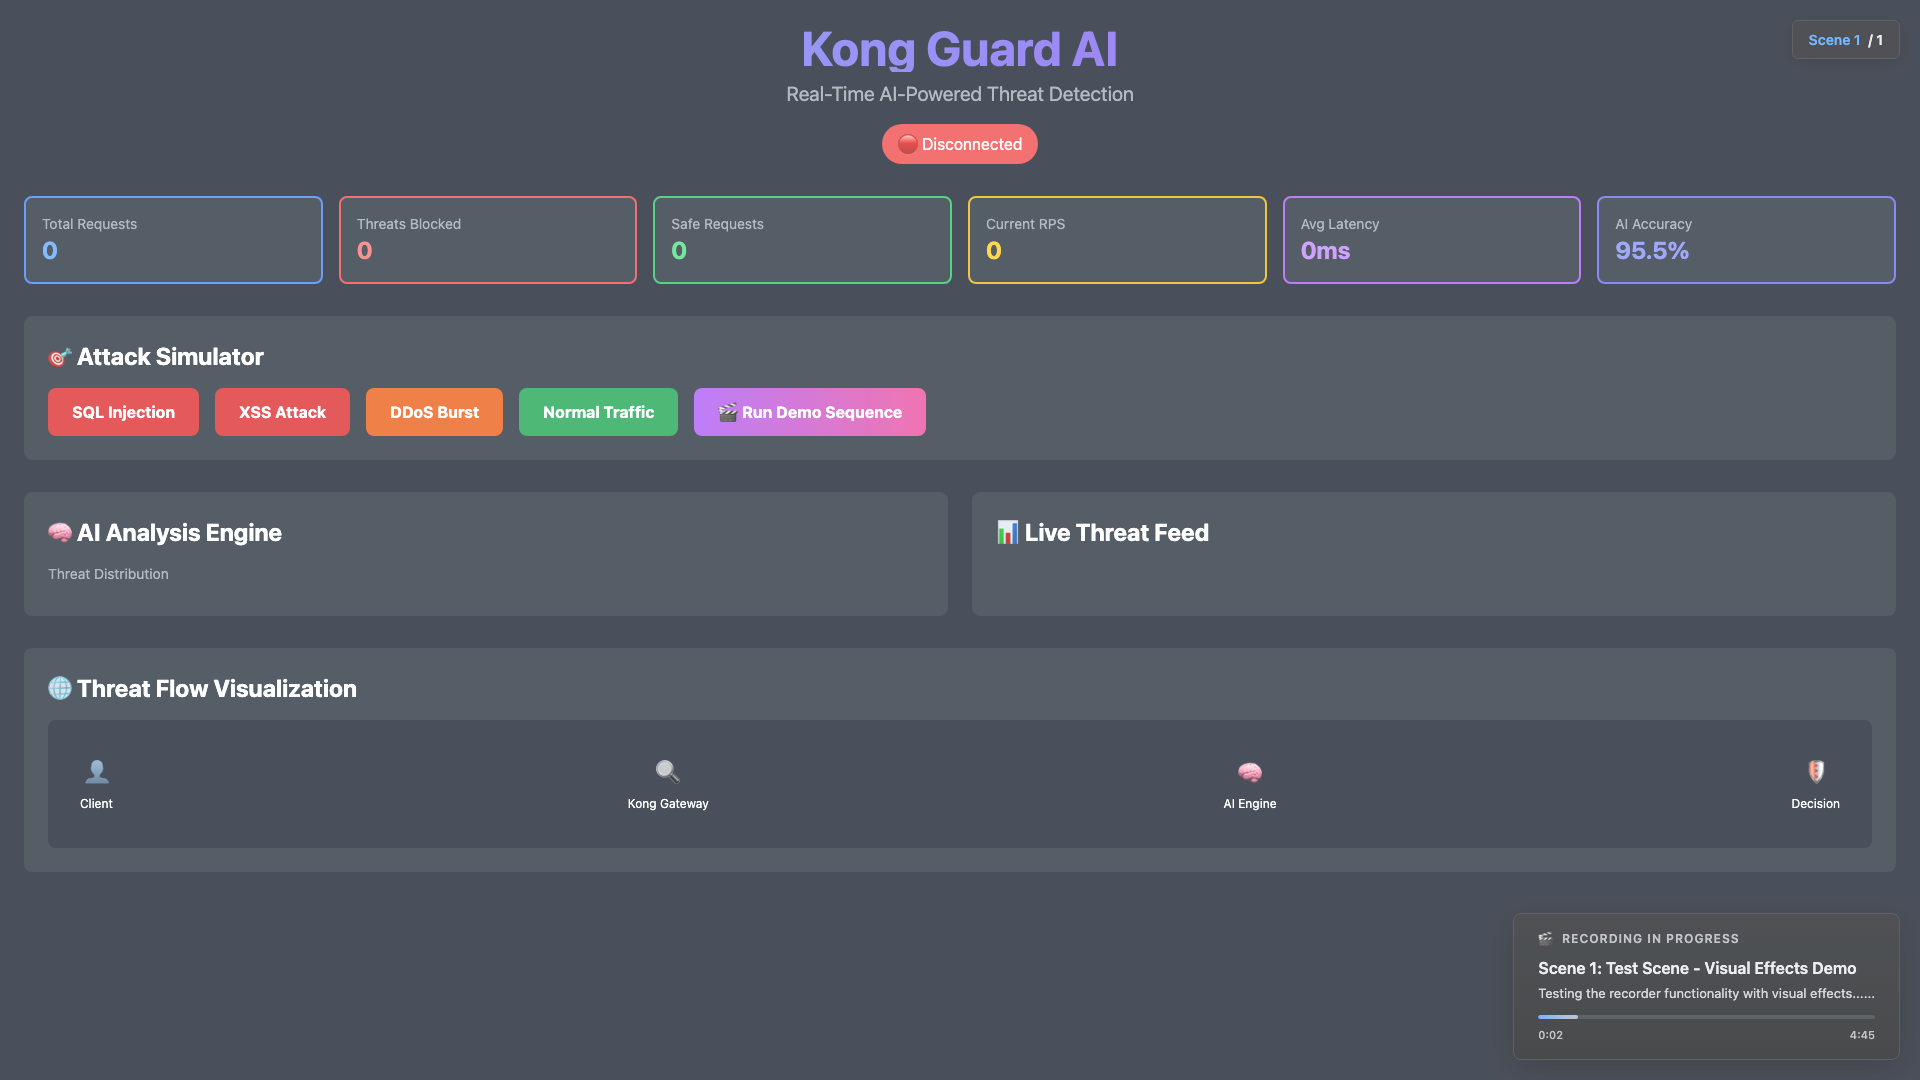 Kong Guard AI
Scene 1 / 1
Real-Time AI-Powered Threat Detection
Disconnected
Total Requests
0
Threats Blocked
0
Safe Requests
0
Current RPS
0
Avg Latency
0ms
AI Accuracy
95.5%
Attack Simulator
SQL Injection
XSS Attack
DDoS Burst
Normal Traffic
Run Demo Sequence
AI Analysis Engine
Threat Distribution
Live Threat Feed
Threat Flow Visualization
Client
Kong Gateway
AI Engine
Decision
RECORDING IN PROGRESS
Scene 1: Test Scene - Visual Effects Demo
Testing the recorder functionality with visual effects......
0:02
4:45